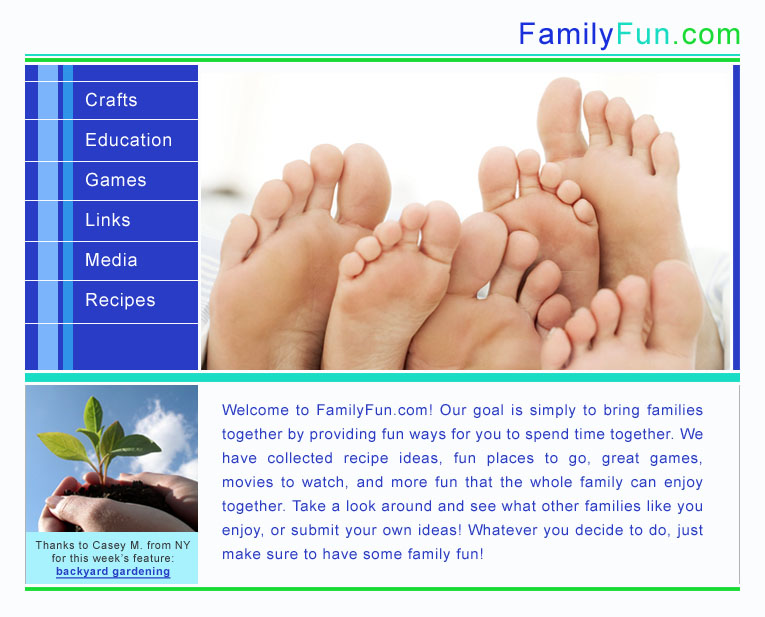 FamilyFun.com
Crafts
Education
Games
Links
Media
Recipes
Welcome to FamilyFun.com! Our goal is simply to bring families
together by providing fun ways for you to spend time together. We
have collected recipe ideas, fun places to go, great games,
movies to watch, and more fun that the whole family can enjoy
together. Take a look around and see what other families like you
enjoy, or submit your own ideas! Whatever you decide to do, just
make sure to have some family fun!
Thanks to Casey M. from NY
for this week's feature:
backyard gardening